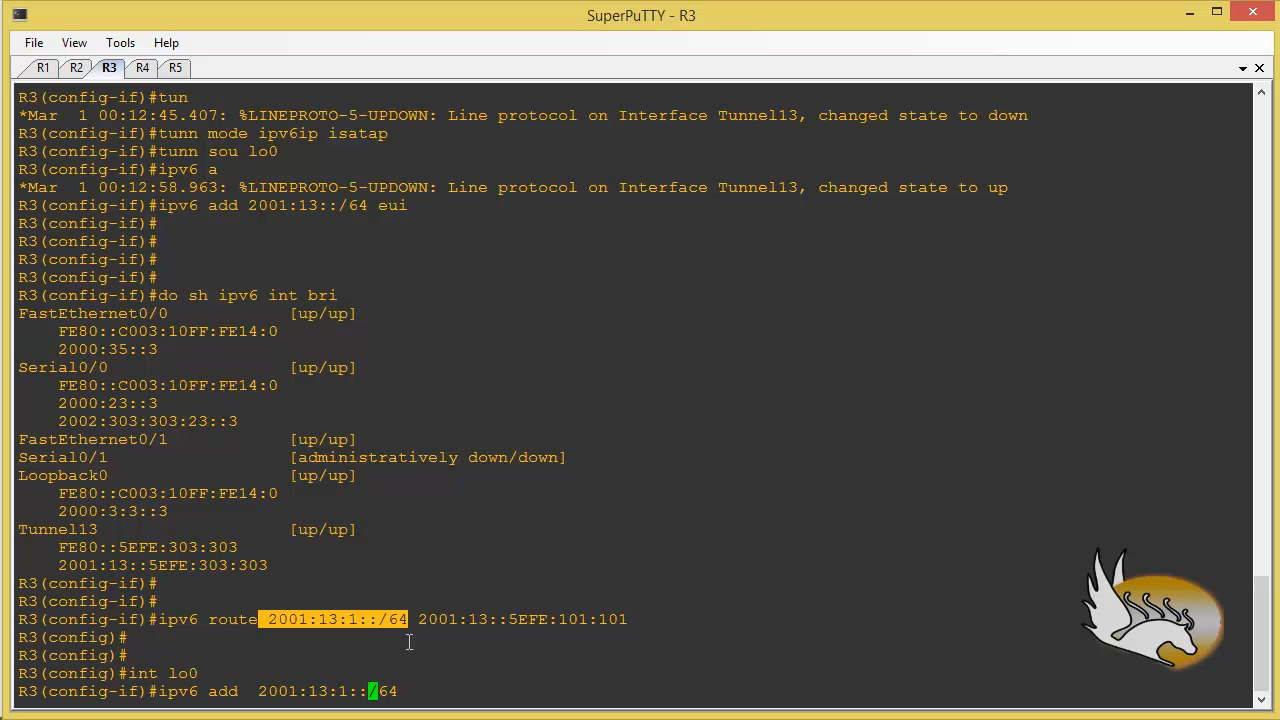 SuperPuTTY - R3
File View Tools Help
R1 R2 R3 R4 R5
R3(config-if)#tun
*Mar  1 00:12:45.407: %LINEPROTO-5-UPDOWN: Line protocol on Interface Tunnel13, changed state to down
R3(config-if)#tunn mode ipv6ip isatap
R3(config-if)#tunn sou lo0
R3(config-if)#ipv6 a
*Mar  1 00:12:58.963: %LINEPROTO-5-UPDOWN: Line protocol on Interface Tunnel13, changed state to up
R3(config-if)#ipv6 add 2001:13::/64 eui
R3(config-if)#
R3(config-if)#
R3(config-if)#
R3(config-if)#
R3(config-if)#do sh ipv6 int bri
FastEthernet0/0            [up/up]
    FE80::C003:10FF:FE14:0
    2000:35::3
Serial0/0                  [up/up]
    FE80::C003:10FF:FE14:0
    2000:23::3
    2002:303:303:23::3
FastEthernet0/1            [up/up]
Serial0/1                  [administratively down/down]
Loopback0                  [up/up]
    FE80::C003:10FF:FE14:0
    2000:3:3::3
Tunnel13                   [up/up]
    FE80::5EFE:303:303
    2001:13::5EFE:303:303
R3(config-if)#
R3(config-if)#
R3(config-if)#ipv6 route 2001:13:1::/64 2001:13::5EFE:101:101
R3(config)#
R3(config)#
R3(config)#int lo0
R3(config-if)#ipv6 add  2001:13:1::/64